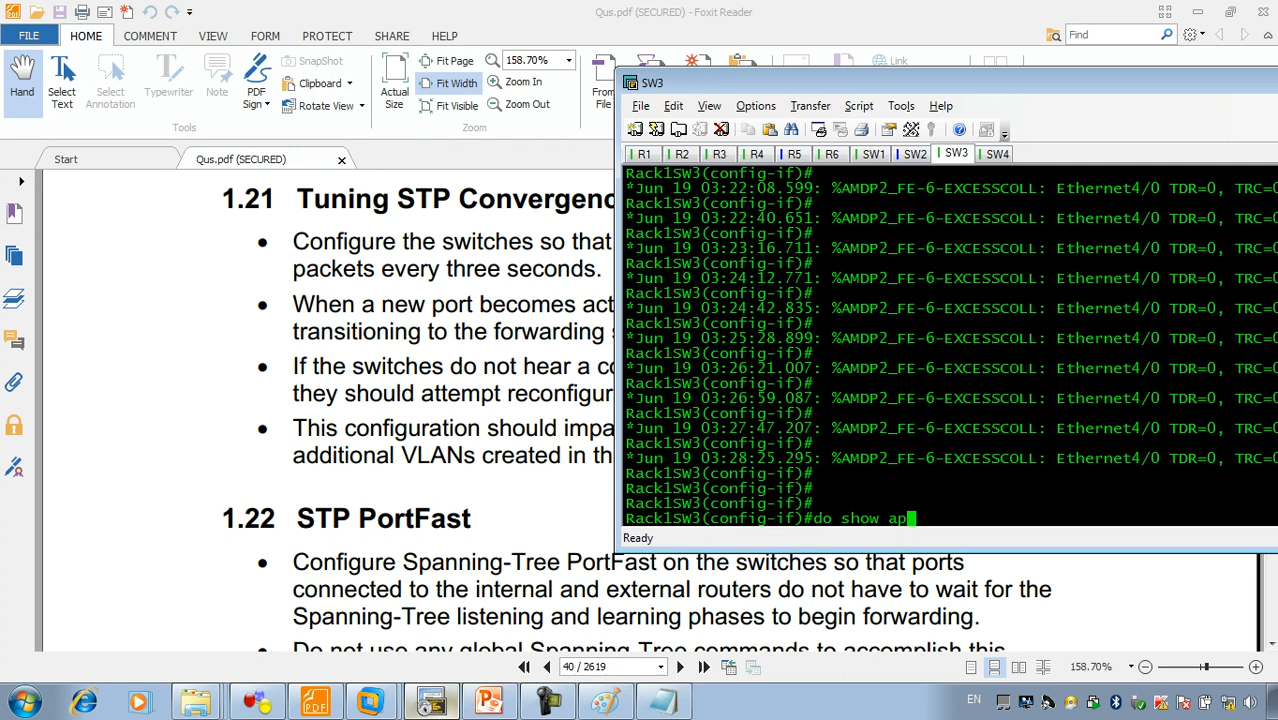 Qus.pdf (SECURED) - Foxit Reader
FILE HOME COMMENT VIEW FORM PROTECT SHARE HELP Find
Hand Select Text Select Annotation Typewriter Note PDF Sign SnapShot Clipboard Rotate View
Actual Size Fit Page Fit Width Fit Visible 158.70% Zoom In Zoom Out From File Link
Tools Zoom
Start Qus.pdf (SECURED)
1.21 Tuning STP Convergenc
Configure the switches so that
packets every three seconds.
When a new port becomes act
transitioning to the forwarding s
If the switches do not hear a co
they should attempt reconfigur
This configuration should impa
additional VLANs created in th
1.22 STP PortFast
Configure Spanning-Tree PortFast on the switches so that ports
connected to the internal and external routers do not have to wait for the
Spanning-Tree listening and learning phases to begin forwarding.
Do not use any global Spanning-Tree commands to accomplish this
SW3
File Edit View Options Transfer Script Tools Help
R1 R2 R3 R4 R5 R6 SW1 SW2 SW3 SW4
Rack1SW3(config-if)#
*Jun 19 03:22:08.599: %AMDP2_FE-6-EXCESSCOLL: Ethernet4/0 TDR=0, TRC=0
Rack1SW3(config-if)#
*Jun 19 03:22:40.651: %AMDP2_FE-6-EXCESSCOLL: Ethernet4/0 TDR=0, TRC=0
Rack1SW3(config-if)#
*Jun 19 03:23:16.711: %AMDP2_FE-6-EXCESSCOLL: Ethernet4/0 TDR=0, TRC=0
Rack1SW3(config-if)#
*Jun 19 03:24:12.771: %AMDP2_FE-6-EXCESSCOLL: Ethernet4/0 TDR=0, TRC=0
Rack1SW3(config-if)#
*Jun 19 03:24:42.835: %AMDP2_FE-6-EXCESSCOLL: Ethernet4/0 TDR=0, TRC=0
Rack1SW3(config-if)#
*Jun 19 03:25:28.899: %AMDP2_FE-6-EXCESSCOLL: Ethernet4/0 TDR=0, TRC=0
Rack1SW3(config-if)#
*Jun 19 03:26:21.007: %AMDP2_FE-6-EXCESSCOLL: Ethernet4/0 TDR=0, TRC=0
Rack1SW3(config-if)#
*Jun 19 03:26:59.087: %AMDP2_FE-6-EXCESSCOLL: Ethernet4/0 TDR=0, TRC=0
Rack1SW3(config-if)#
*Jun 19 03:27:47.207: %AMDP2_FE-6-EXCESSCOLL: Ethernet4/0 TDR=0, TRC=0
Rack1SW3(config-if)#
*Jun 19 03:28:25.295: %AMDP2_FE-6-EXCESSCOLL: Ethernet4/0 TDR=0, TRC=0
Rack1SW3(config-if)#
Rack1SW3(config-if)#
Rack1SW3(config-if)#
Rack1SW3(config-if)#do show ap
Ready
40 / 2619 158.70%
EN